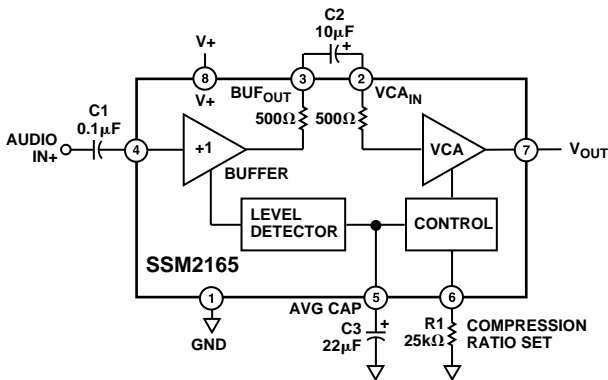 C2
10μF
+
V+
8
V+
3
BUFOUT
2
VCAIN
500Ω
500Ω
C1
0.1μF
AUDIO
IN+
4
+1
BUFFER
VCA
7
VOUT
LEVEL
DETECTOR
CONTROL
SSM2165
1
GND
AVG CAP
5
6
C3
22μF
+
R1
25kΩ
COMPRESSION
RATIO SET